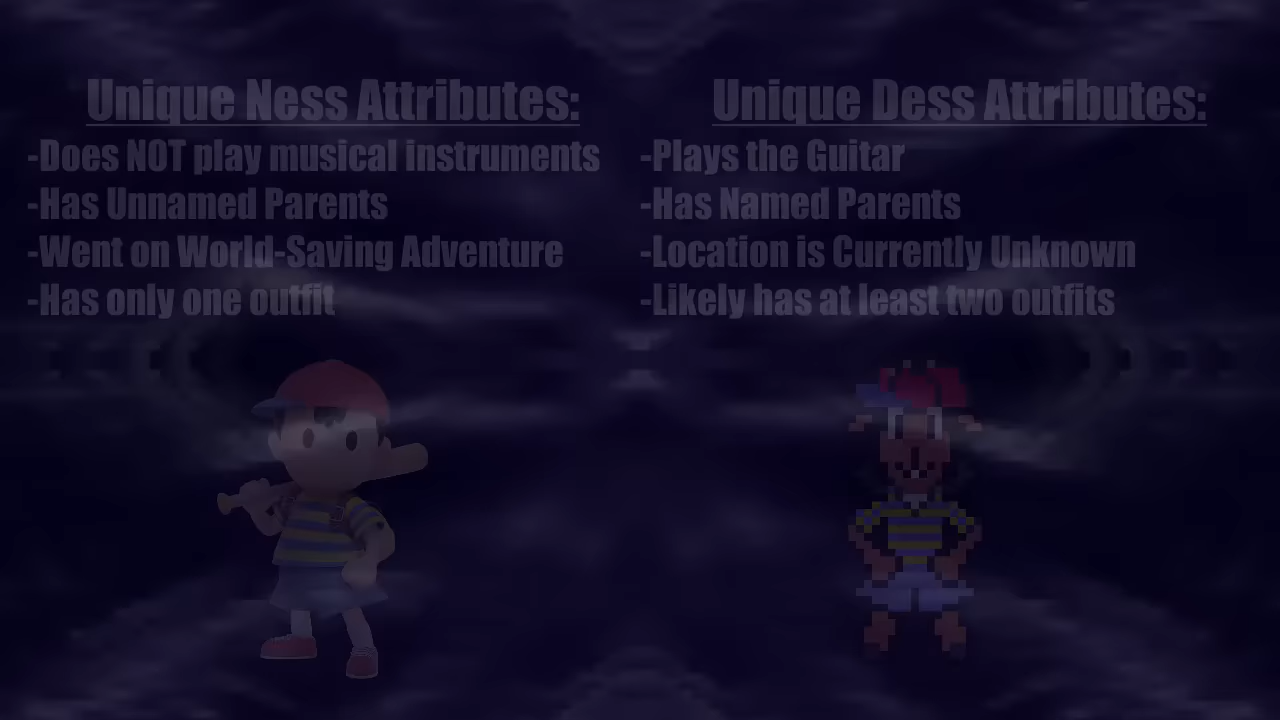 Unique Ness Attributes:
-Does NOT play musical instruments
-Has Unnamed Parents
-Went on World-Saving Adventure
-Has only one outfit
Unique Dess Attributes:
-Plays the Guitar
-Has Named Parents
-Location is Currently Unknown
-Likely has at least two outfits